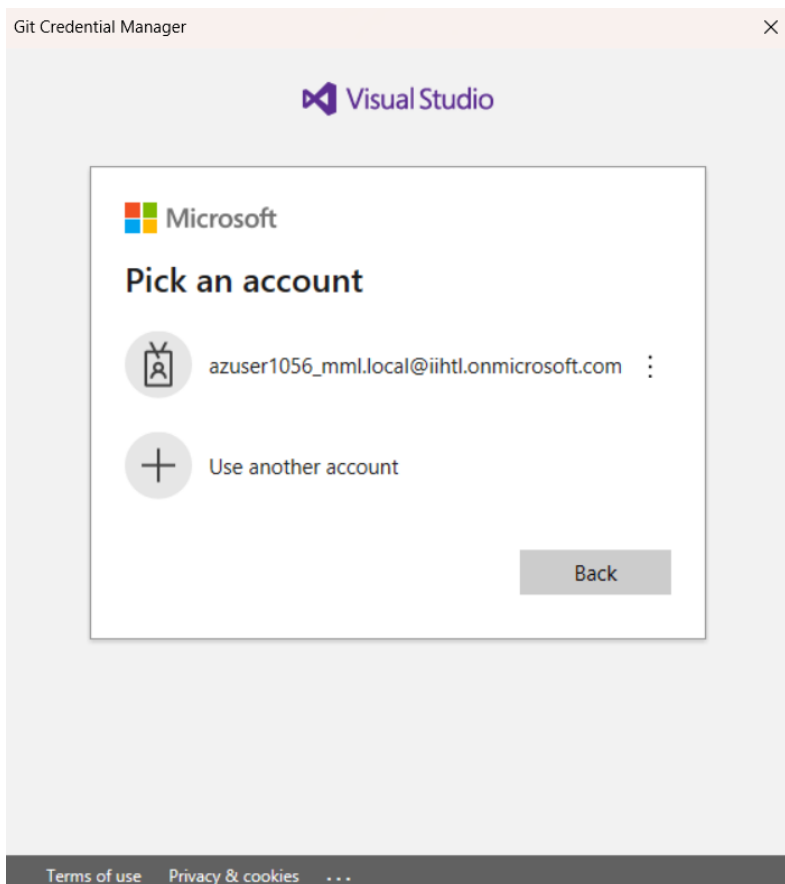 Git Credential Manager
Visual Studio
Microsoft
Pick an account
azuser1056_mml.local@iihtl.onmicrosoft.com
Use another account
Back
Terms of use Privacy & cookies ...